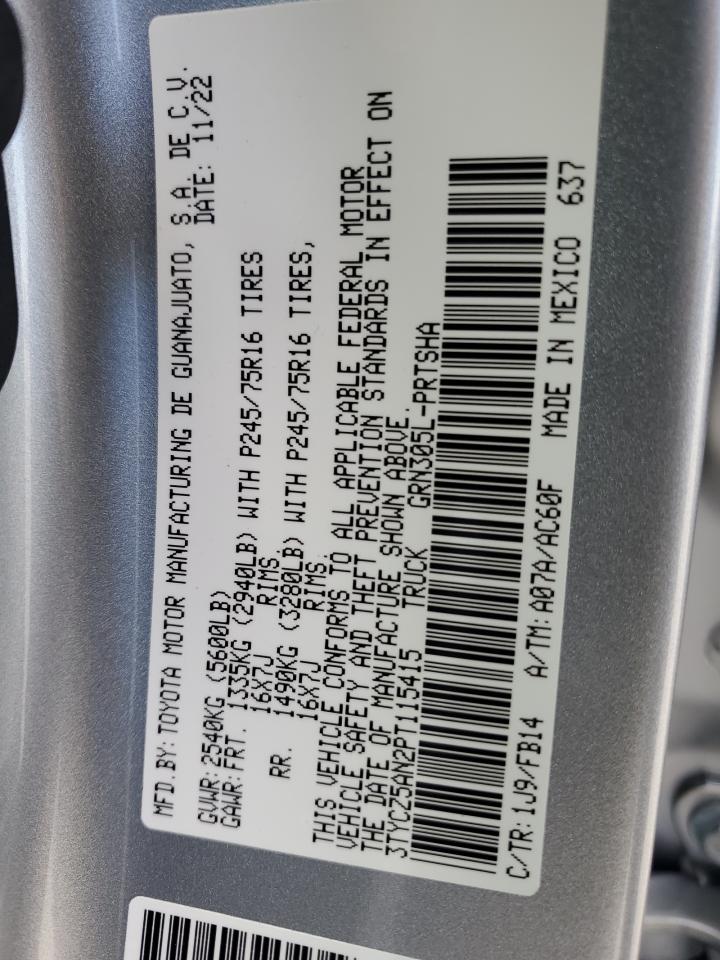 MFD.BY: TOYOTA MOTOR MANUFACTURING DE GUANAJUATO, S.A. DE C.V.
DATE: 11/22
GVWR: 2540KG (5600LB)
GAWR: FRT. 1335KG (2940LB) WITH P245/75R16 TIRES
16X7J RIMS.
RR. 1490KG (3280LB) WITH P245/75R16 TIRES,
16X7J RIMS.
THIS VEHICLE CONFORMS TO ALL APPLICABLE FEDERAL MOTOR
VEHICLE SAFETY AND THEFT PREVENTION STANDARDS IN EFFECT ON
THE DATE OF MANUFACTURE SHOWN ABOVE.
3TYCZ5AN2PT115415 TRUCK GRN305L-PRTSHA
C/TR: 1J9/FB14 A/TM: A07A/AC60F MADE IN MEXICO 637